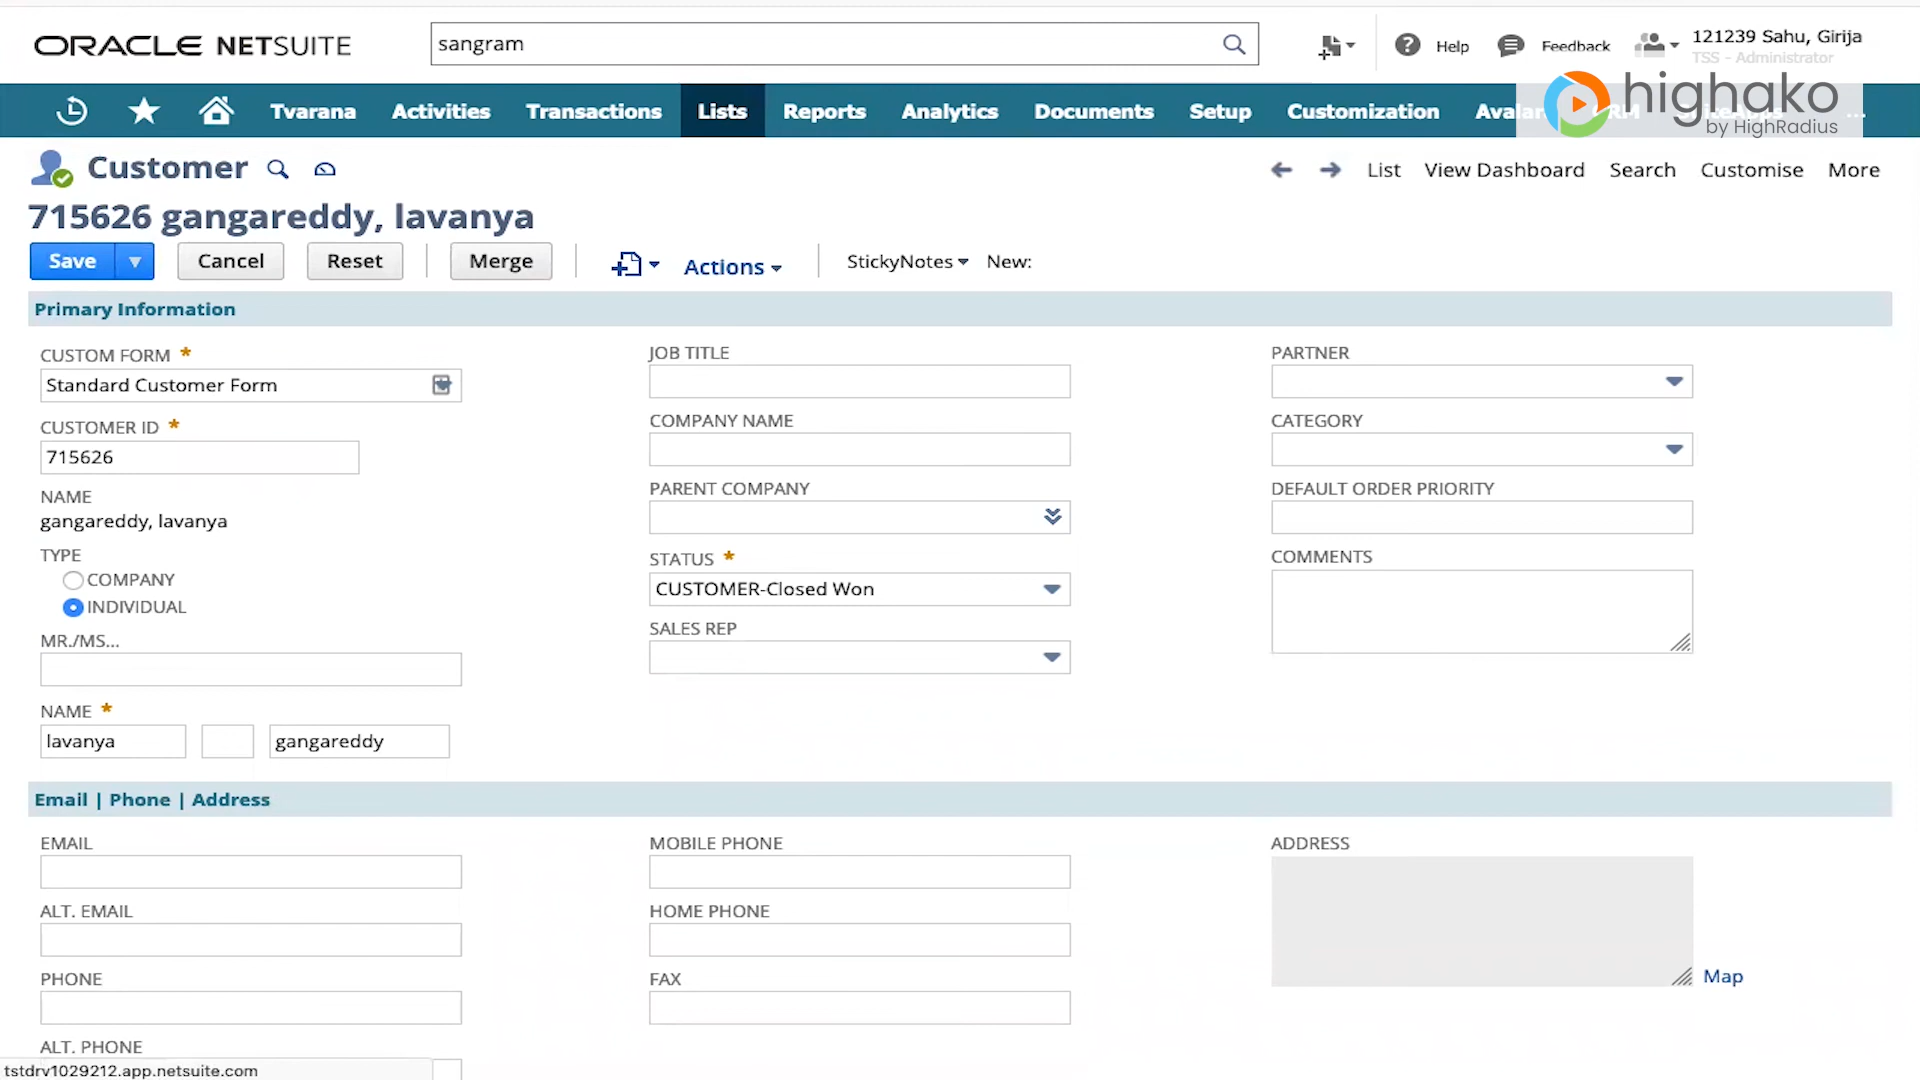 ORACLE NETSUITE
sangram
Help
Feedback
121239 Sahu, Girija
TSS - Administrator
highako
by HighRadius
Tvarana Activities Transactions Lists Reports Analytics Documents Setup Customization Avalar CRM SuiteApps ...
Customer
List View Dashboard Search Customise More
715626 gangareddy, lavanya
Save Cancel Reset Merge Actions StickyNotes New:
Primary Information
CUSTOM FORM *
Standard Customer Form
CUSTOMER ID *
715626
NAME
gangareddy, lavanya
TYPE
COMPANY
INDIVIDUAL
MR./MS...
NAME *
lavanya gangareddy
JOB TITLE
COMPANY NAME
PARENT COMPANY
STATUS *
CUSTOMER-Closed Won
SALES REP
PARTNER
CATEGORY
DEFAULT ORDER PRIORITY
COMMENTS
Email | Phone | Address
EMAIL
ALT. EMAIL
PHONE
ALT. PHONE
MOBILE PHONE
HOME PHONE
FAX
ADDRESS
Map
tstdrv1029212.app.netsuite.com